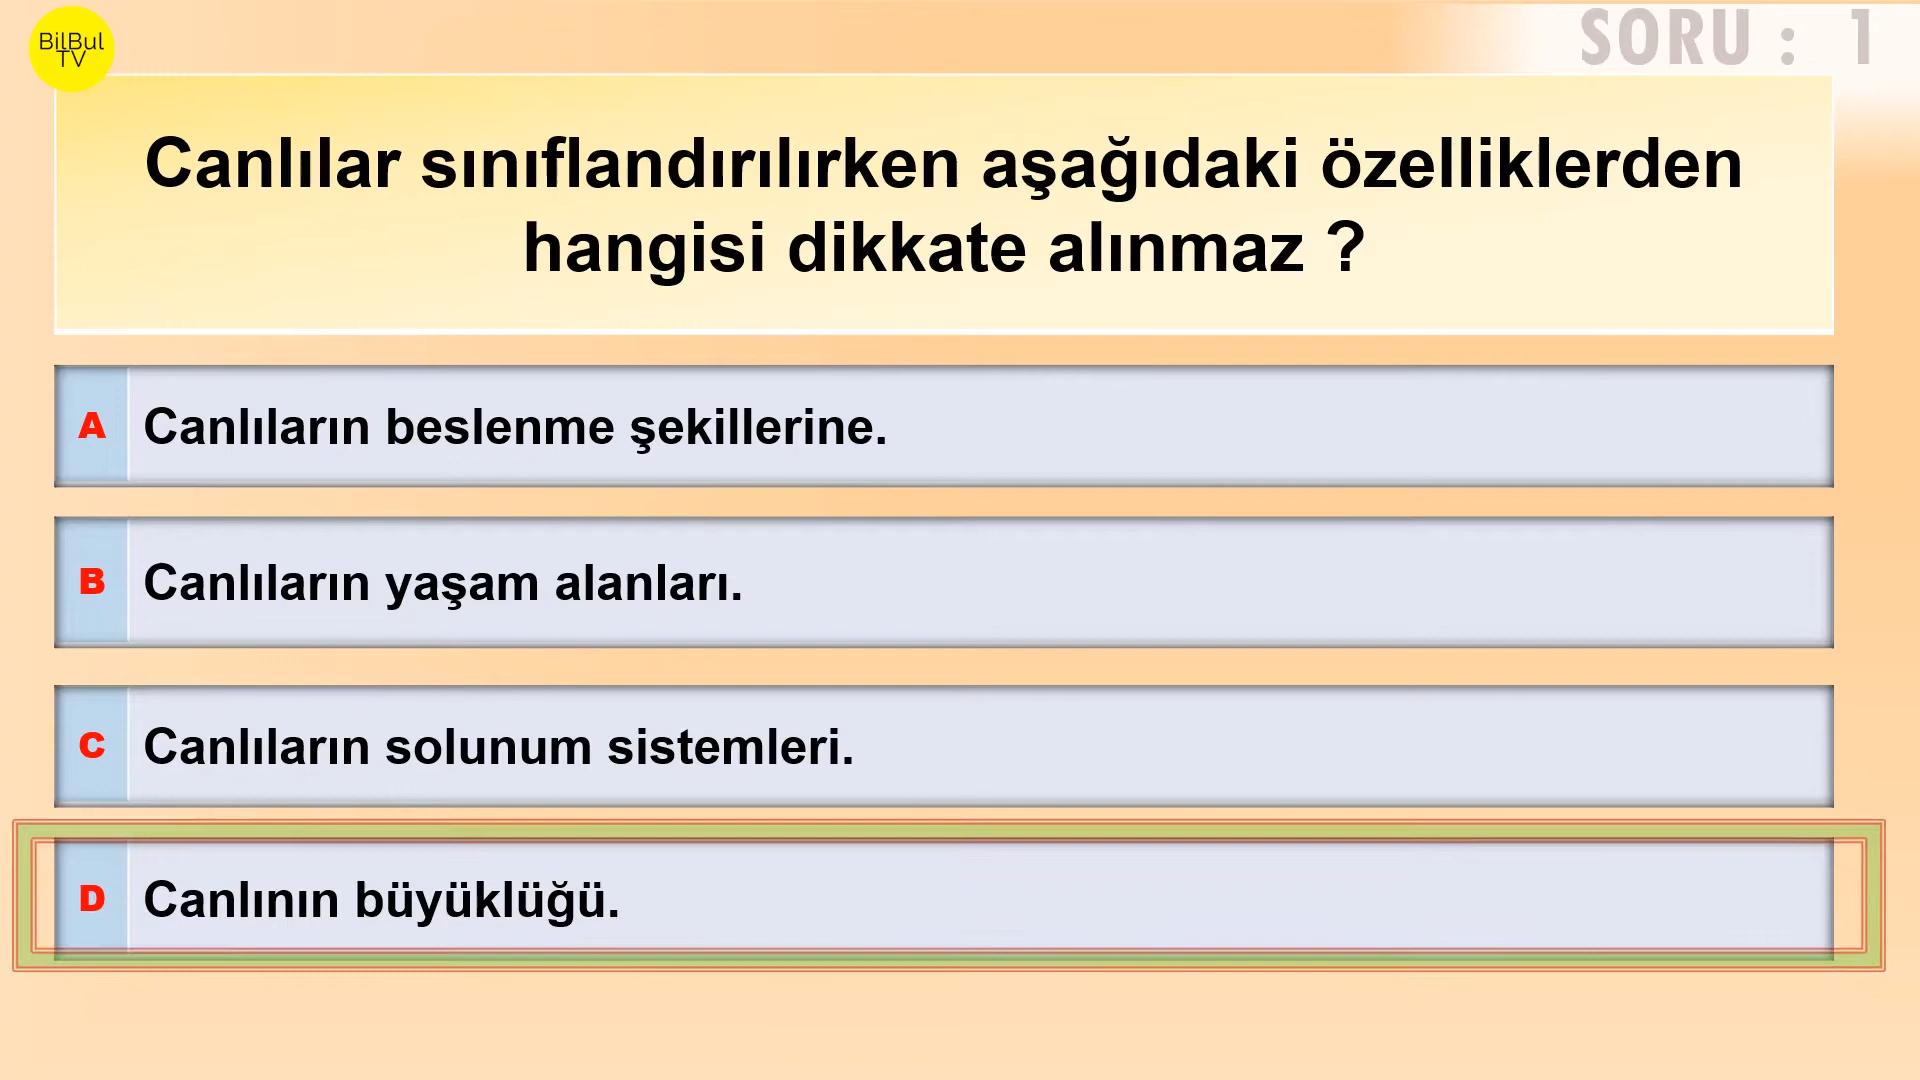 BilBul
TV
SORU : 1
Canlılar sınıflandırılırken aşağıdaki özelliklerden
hangisi dikkate alınmaz ?
A Canlıların beslenme şekillerine.
B Canlıların yaşam alanları.
C Canlıların solunum sistemleri.
D Canlının büyüklüğü.